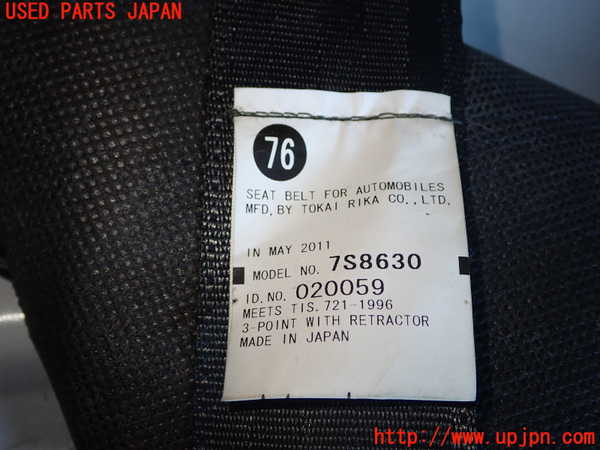 USED PARTS JAPAN
76
SEAT BELT FOR AUTOMOBILES
MFD, BY TOKAI RIKA CO., LTD.
IN MAY 2011
MODEL NO. 7S8630
ID. NO. 020059
MEETS TIS. 721-1996
3-POINT WITH RETRACTOR
MADE IN JAPAN
http://www.upjpn.com/